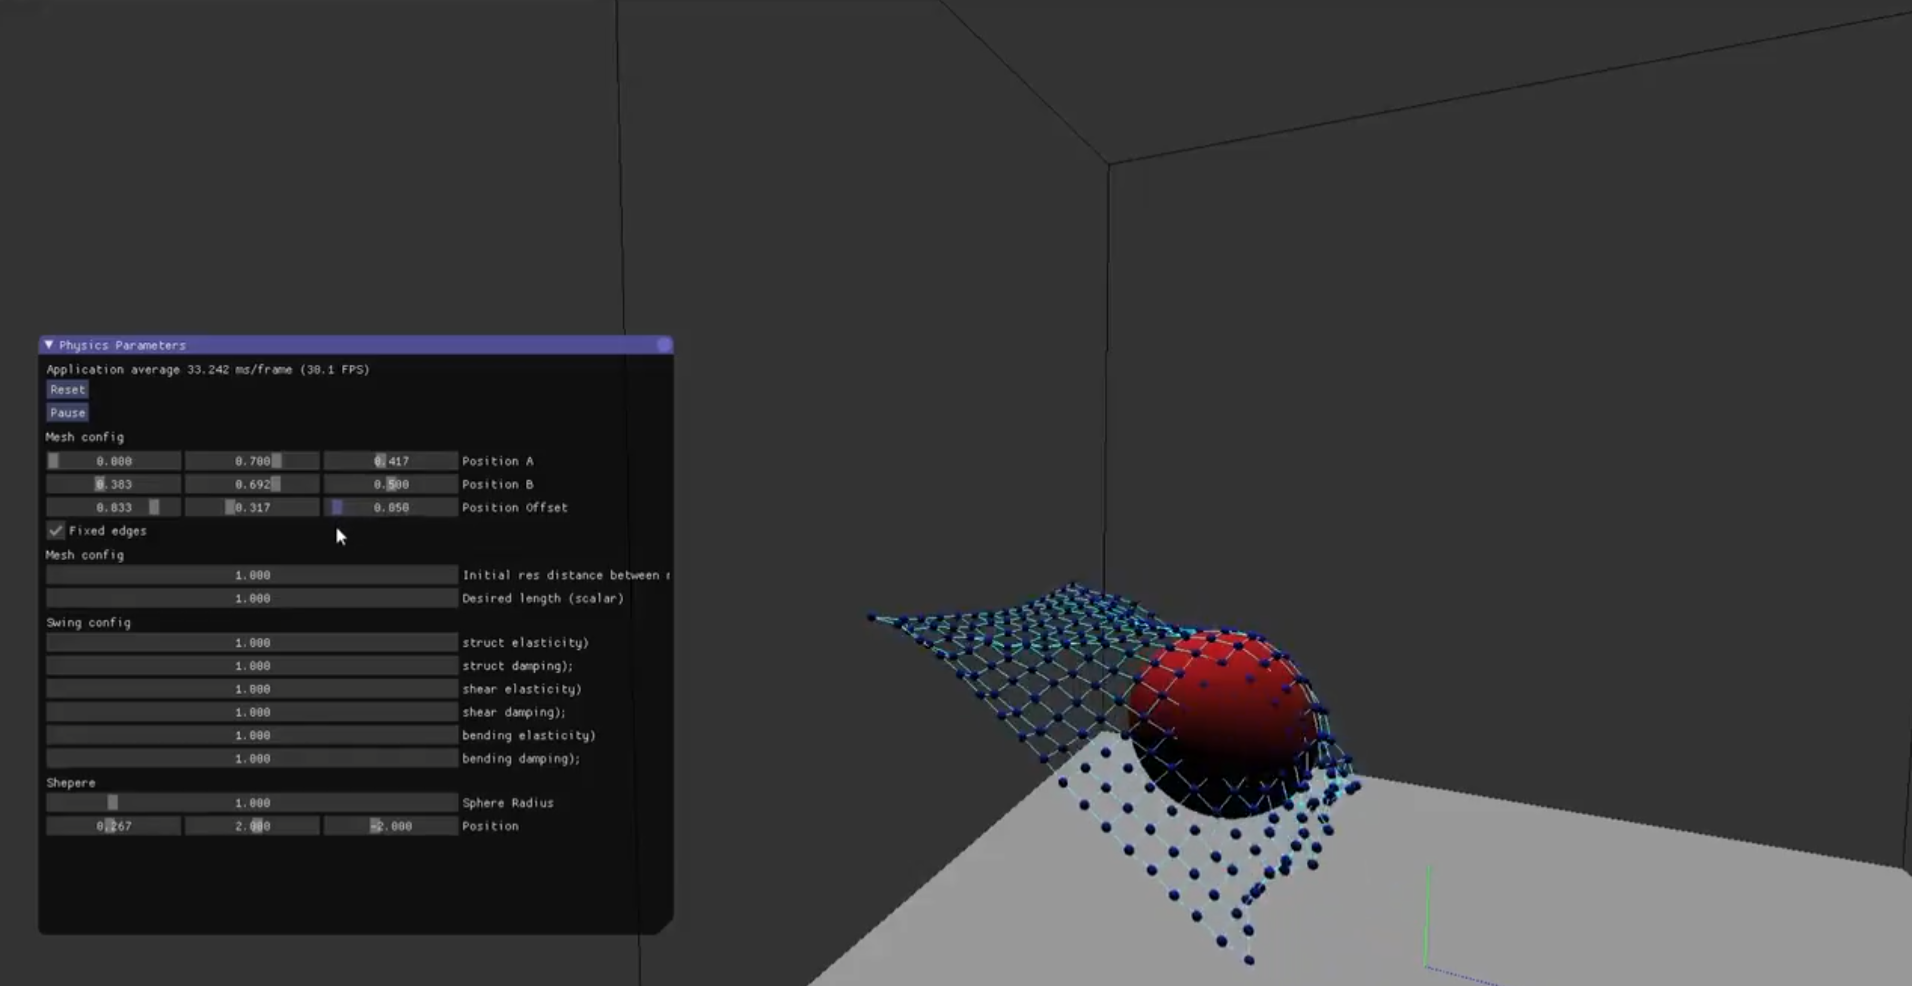 Physics Parameters
Application average 33.242 ms/frame (30.1 FPS)
Reset
Pause
Mesh config
0.000 0.700 0.417 Position A
0.383 0.692 0.500 Position B
0.833 0.317 0.050 Position Offset
Fixed edges
Mesh config
1.000 Initial res distance between
1.000 Desired length (scalar)
Swing config
1.000 struct elasticity)
1.000 struct damping);
1.000 shear elasticity)
1.000 shear damping);
1.000 bending elasticity)
1.000 bending damping);
Shepere
1.000 Sphere Radius
0.267 2.000 -2.000 Position